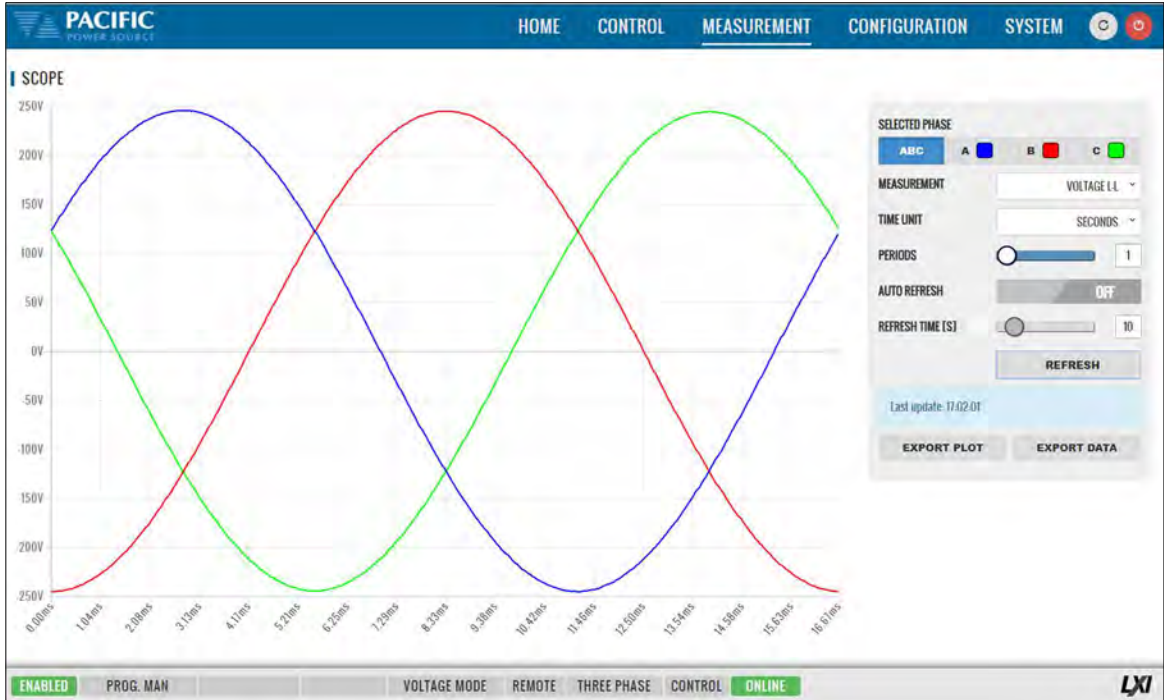 PACIFIC
POWER SOURCE
HOME CONTROL MEASUREMENT CONFIGURATION SYSTEM
SCOPE
250V
200V
150V
100V
50V
0V
-50V
-100V
-150V
-200V
-250V
0.00ms 1.04ms 2.08ms 3.13ms 4.17ms 5.21ms 6.25ms 7.29ms 8.33ms 9.38ms 10.42ms 11.46ms 12.50ms 13.54ms 14.58ms 15.63ms 16.67ms
SELECTED PHASE
ABC A B C
MEASUREMENT VOLTAGE L-L
TIME UNIT SECONDS
PERIODS 1
AUTO REFRESH OFF
REFRESH TIME [S] 10
REFRESH
Last update: 17:02:01
EXPORT PLOT EXPORT DATA
ENABLED PROG. MAN VOLTAGE MODE REMOTE THREE PHASE CONTROL ONLINE LXI